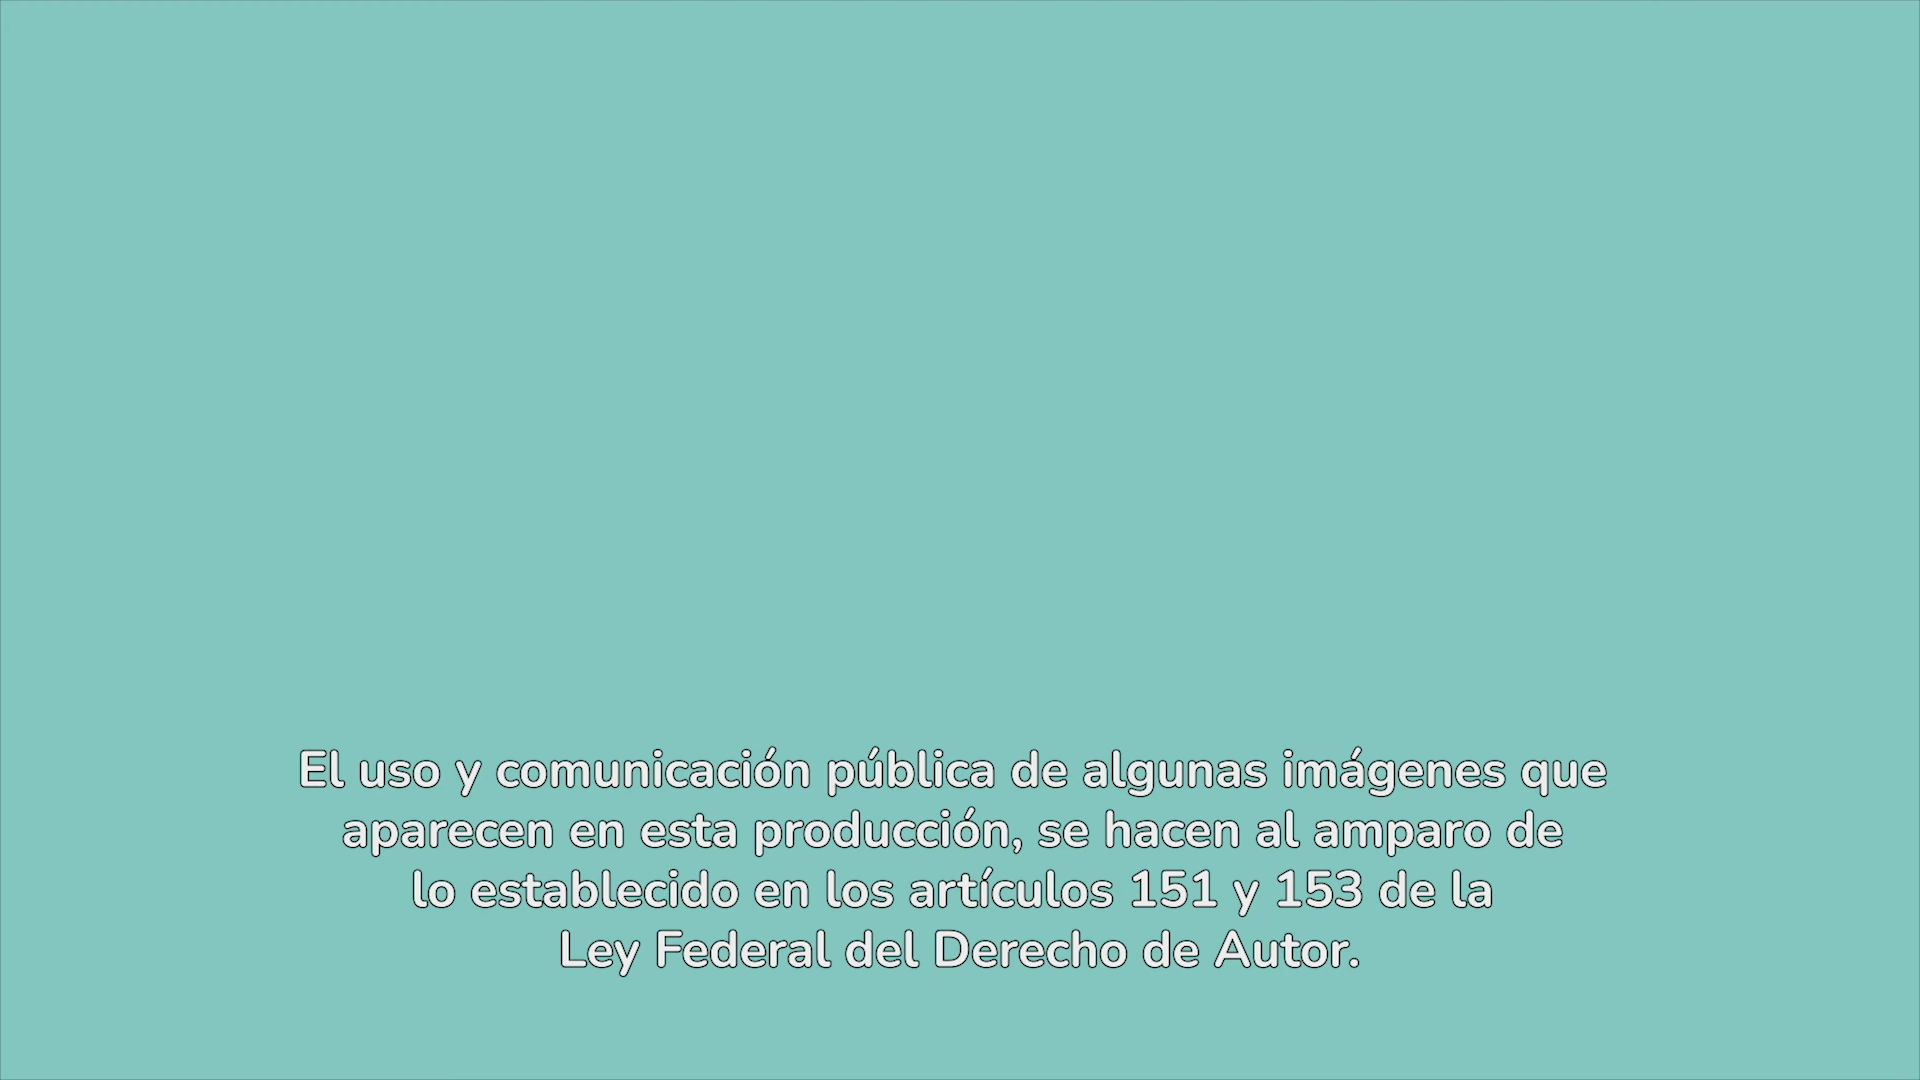 El uso y comunicación pública de algunas imágenes que
aparecen en esta producción, se hacen al amparo de
lo establecido en los artículos 151 y 153 de la
Ley Federal del Derecho de Autor.